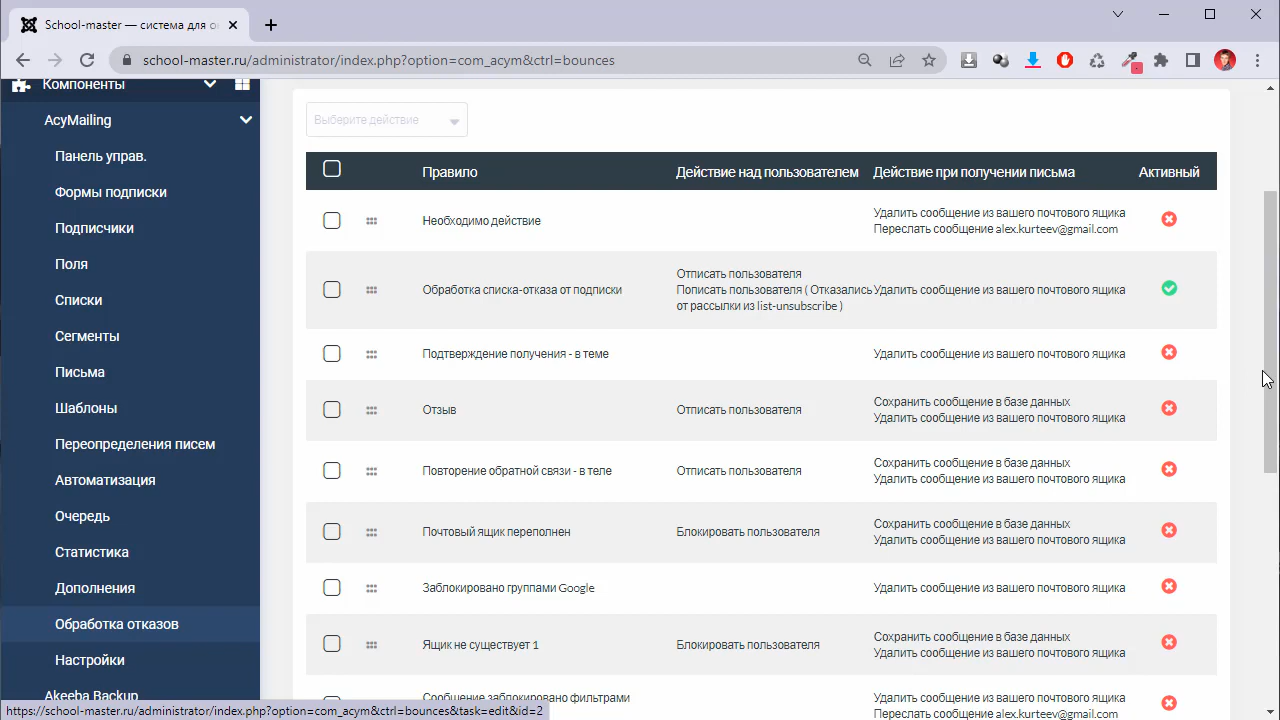 School-master — система для о
school-master.ru/administrator/index.php?option=com_acym&ctrl=bounces
Компоненты
AcyMailing
Панель управ.
Формы подписки
Подписчики
Поля
Списки
Сегменты
Письма
Шаблоны
Переопределения писем
Автоматизация
Очередь
Статистика
Дополнения
Обработка отказов
Настройки
Akeeba Backup
Выберите действие
Правило Действие над пользователем Действие при получении письма Активный
Необходимо действие
Удалить сообщение из вашего почтового ящика
Переслать сообщение alex.kurteev@gmail.com
Обработка списка-отказа от подписки
Отписать пользователя
Пописать пользователя ( Отказались
от рассылки из list-unsubscribe )
Удалить сообщение из вашего почтового ящика
Подтверждение получения - в теме
Удалить сообщение из вашего почтового ящика
Отзыв
Отписать пользователя
Сохранить сообщение в базе данных
Удалить сообщение из вашего почтового ящика
Повторение обратной связи - в теле
Отписать пользователя
Сохранить сообщение в базе данных
Удалить сообщение из вашего почтового ящика
Почтовый ящик переполнен
Блокировать пользователя
Сохранить сообщение в базе данных
Удалить сообщение из вашего почтового ящика
Заблокировано группами Google
Удалить сообщение из вашего почтового ящика
Ящик не существует 1
Блокировать пользователя
Сохранить сообщение в базе данных
Удалить сообщение из вашего почтового ящика
Сообщение заблокировано фильтрами
Удалить сообщение из вашего почтового ящика
Переслать сообщение alex.kurteev@gmail.com
https://school-master.ru/administrator/index.php?option=com_acym&ctrl=bounces&task=edit&id=2